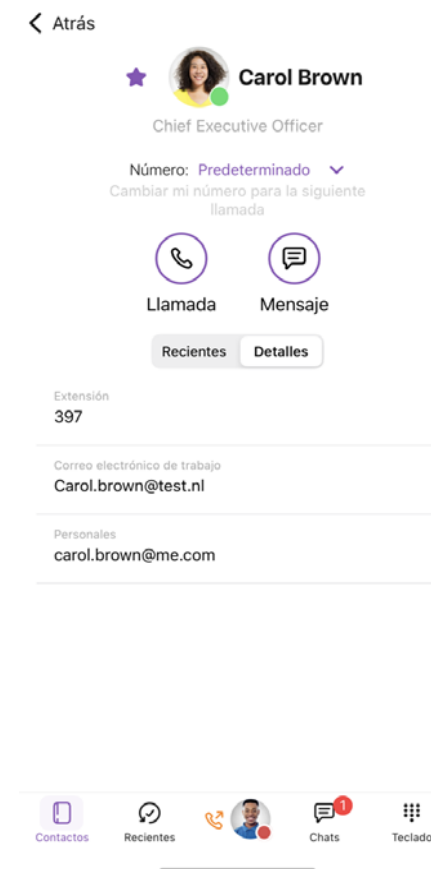 Atrás
Carol Brown
Chief Executive Officer
Número: Predeterminado
Cambiar mi número para la siguiente
llamada
Llamada Mensaje
Recientes Detalles
Extensión
397
Correo electrónico de trabajo
Carol.brown@test.nl
Personales
carol.brown@me.com
1
Contactos Recientes Chats Teclado